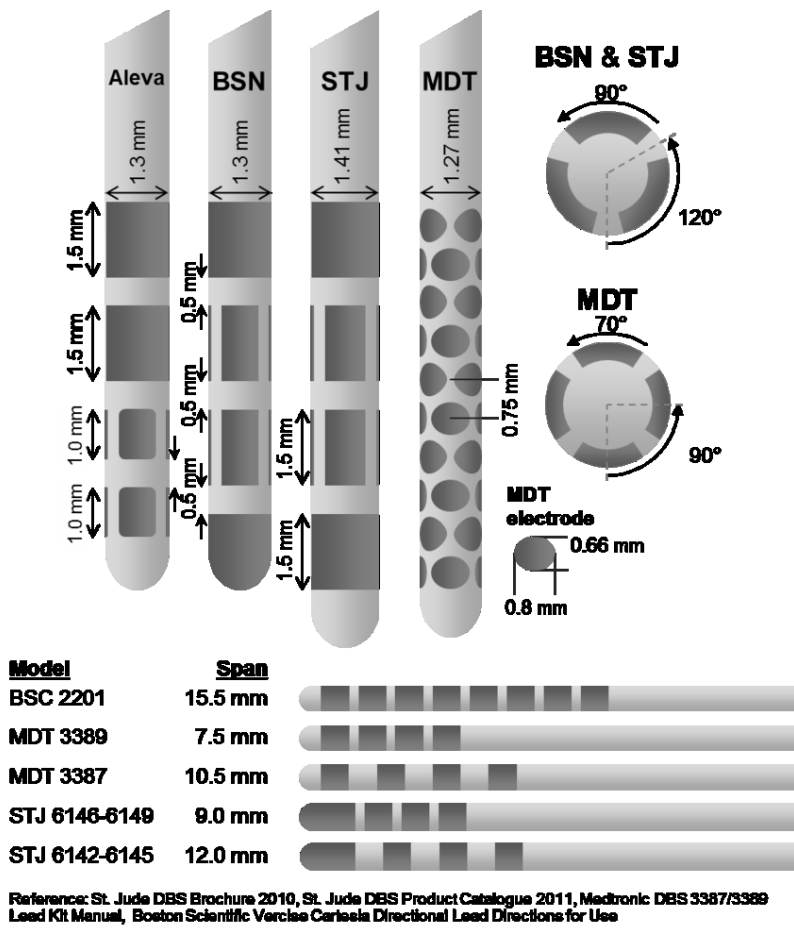 Aleva
BSN
STJ
MDT
1.3 mm
1.3 mm
1.41 mm
1.27 mm
1.5 mm
1.5 mm
1.0 mm
1.0 mm
0.5 mm
0.5 mm
0.5 mm
1.5 mm
1.5 mm
0.75 mm
BSN & STJ
90°
120°
MDT
70°
90°
MDT
electrode
0.66 mm
0.8 mm
Model Span
BSC 2201 15.5 mm
MDT 3389 7.5 mm
MDT 3387 10.5 mm
STJ 6146-6149 9.0 mm
STJ 6142-6145 12.0 mm
Reference: St. Jude DBS Brochure 2010, St. Jude DBS Product Catalogue 2011, Medtronic DBS 3387/3389
Lead Kit Manual, Boston Scientific Vercise Cartesia Directional Lead Directions for Use